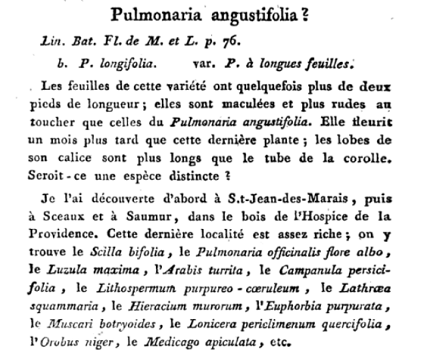 Pulmonaria angustifolia?
Lin. Bat. Fl. de M. et L. p. 76.
b. P. longifolia. var. P. à longues feuilles.
Les feuilles de cette variété ont quelquefois plus de deux
pieds de longueur; elles sont maculées et plus rudes au
toucher que celles du Pulmonaria angustifolia. Elle fleurit
un mois plus tard que cette dernière plante; les lobes de
son calice sont plus longs que le tube de la corolle.
Seroit-ce une espèce distincte?
Je l'ai découverte d'abord à S.t-Jean-des-Marais, puis
à Sceaux et à Saumur, dans le bois de l'Hospice de la
Providence. Cette dernière localité est assez riche; on y
trouve le Scilla bifolia, le Pulmonaria officinalis flore albo,
le Luzula maxima, l'Arabis turrita, le Campanula persici-
folia, le Lithospermum purpureo-cœruleum, le Lathræa
squammaria, le Hieracium murorum, l'Euphorbia purpurata,
le Muscari botryoides, le Lonicera periclimenum quercifolia,
l'Orobus niger, le Medicago apiculata, etc.